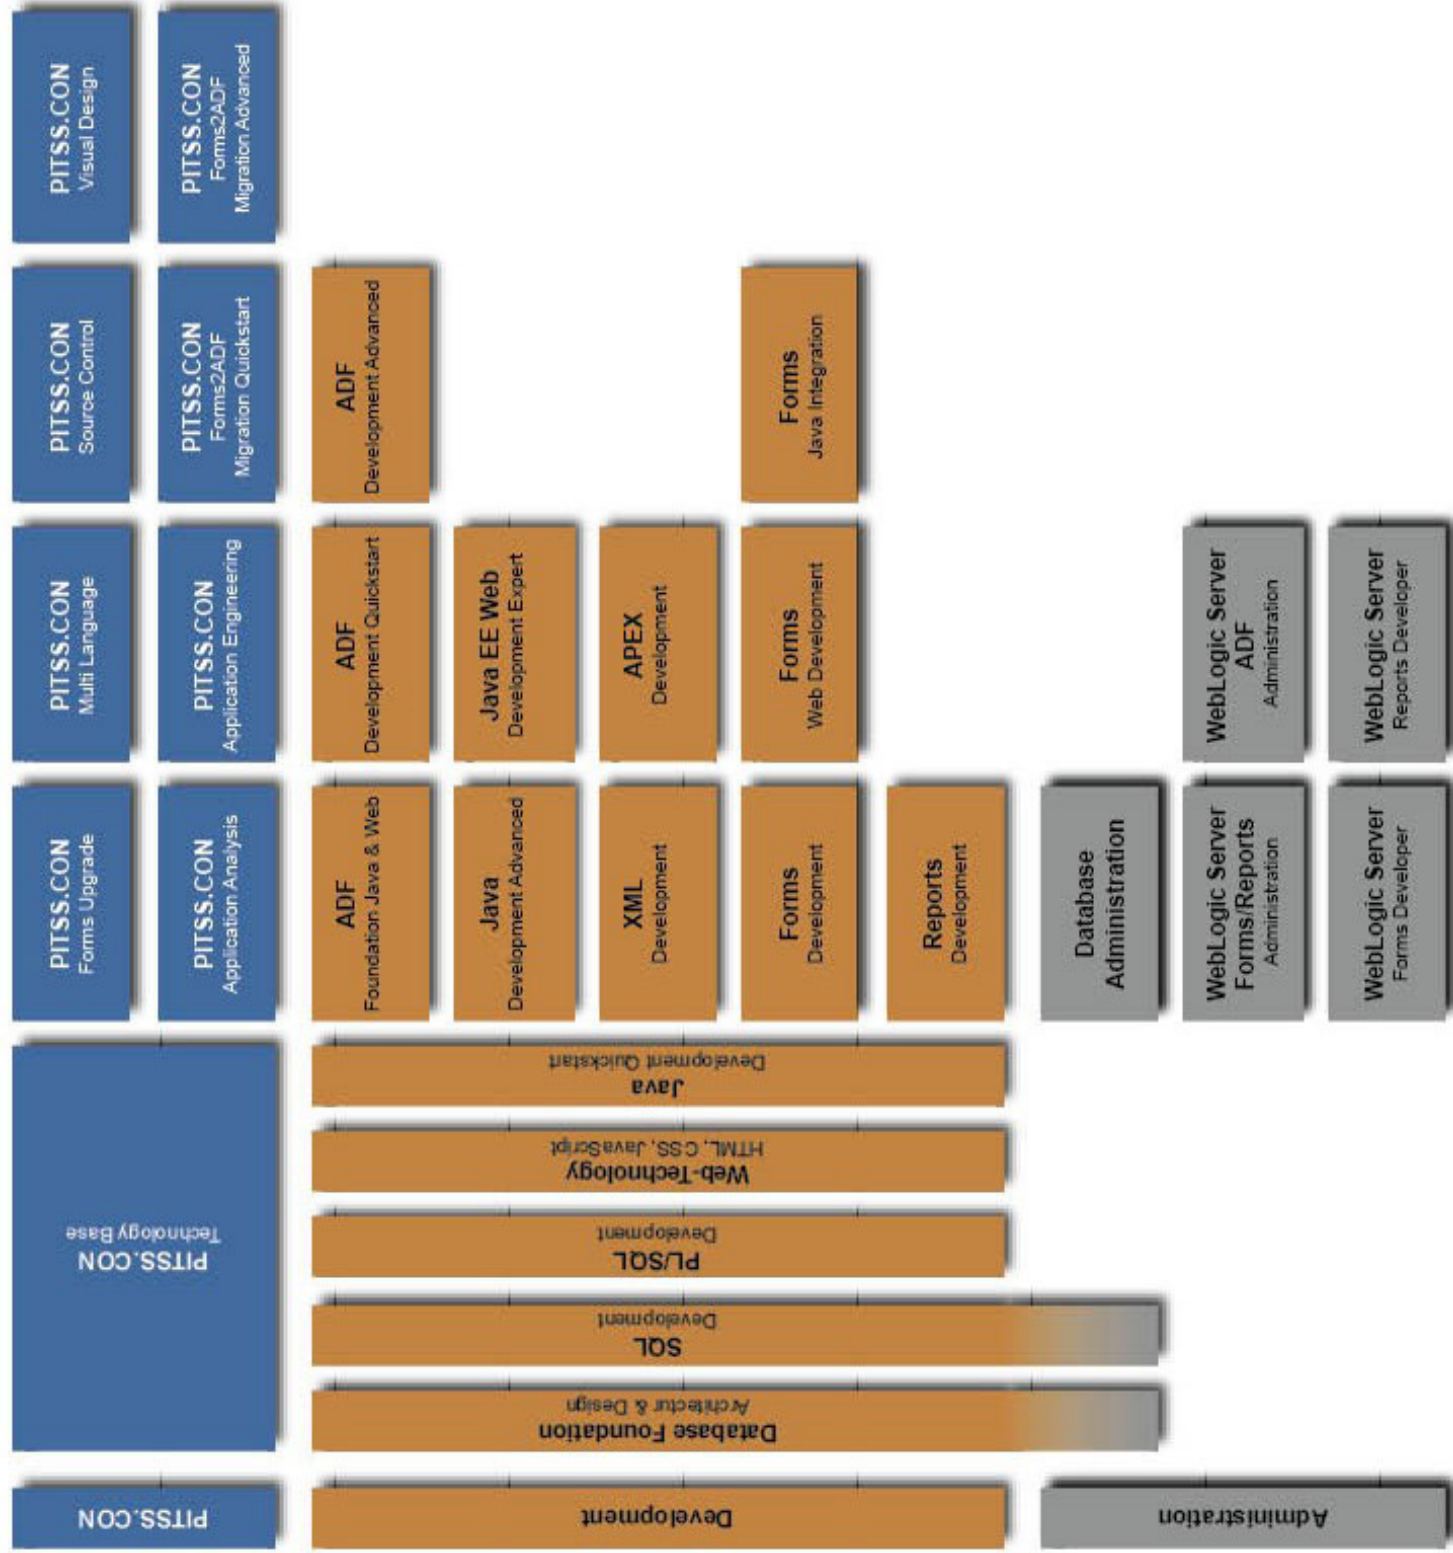 PITSS.CON
PITSS.CON
Technology Base
PITSS.CON
Forms Upgrade
PITSS.CON
Multi Language
PITSS.CON
Source Control
PITSS.CON
Visual Design
PITSS.CON
Application Analysis
PITSS.CON
Application Engineering
PITSS.CON
Forms2ADF
Migration Quickstart
PITSS.CON
Forms2ADF
Migration Advanced
Development
Database Foundation
Architectur & Design
SQL
Development
PL/SQL
Development
Web-Technology
HTML, CSS, JavaScript
Java
Development Quickstart
ADF
Foundation Java & Web
ADF
Development Quickstart
ADF
Development Advanced
Java
Development Advanced
Java EE Web
Development Expert
XML
Development
APEX
Development
Forms
Development
Forms
Web Development
Forms
Java Integration
Reports
Development
Administration
Database
Administration
WebLogic Server
Forms/Reports
Administration
WebLogic Server
ADF
Administration
WebLogic Server
Forms Developer
WebLogic Server
Reports Developer